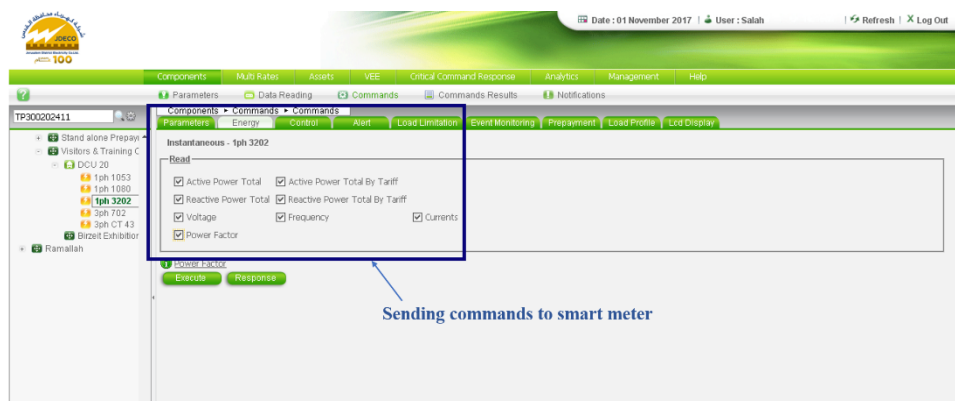 JDECO
100
Date : 01 November 2017 | User : Salah | Refresh | X Log Out
Components Multi Rates Assets VEE Critical Command Response Analytics Management Help
? Parameters Data Reading Commands Commands Results Notifications
TP300202411
Components ▸ Commands ▸ Commands
Parameters Energy Control Alert Load Limitation Event Monitoring Prepayment Load Profile Lcd Display
Stand alone Prepay
Visitors & Training C
DCU 20
1ph 1053
1ph 1080
1ph 3202
3ph 702
3ph CT 43
Birzeit Exhibition
Ramallah
Instantaneous - 1ph 3202
Read
Active Power Total Active Power Total By Tariff
Reactive Power Total Reactive Power Total By Tariff
Voltage Frequency Currents
Power Factor
Power Factor
Execute Response
Sending commands to smart meter